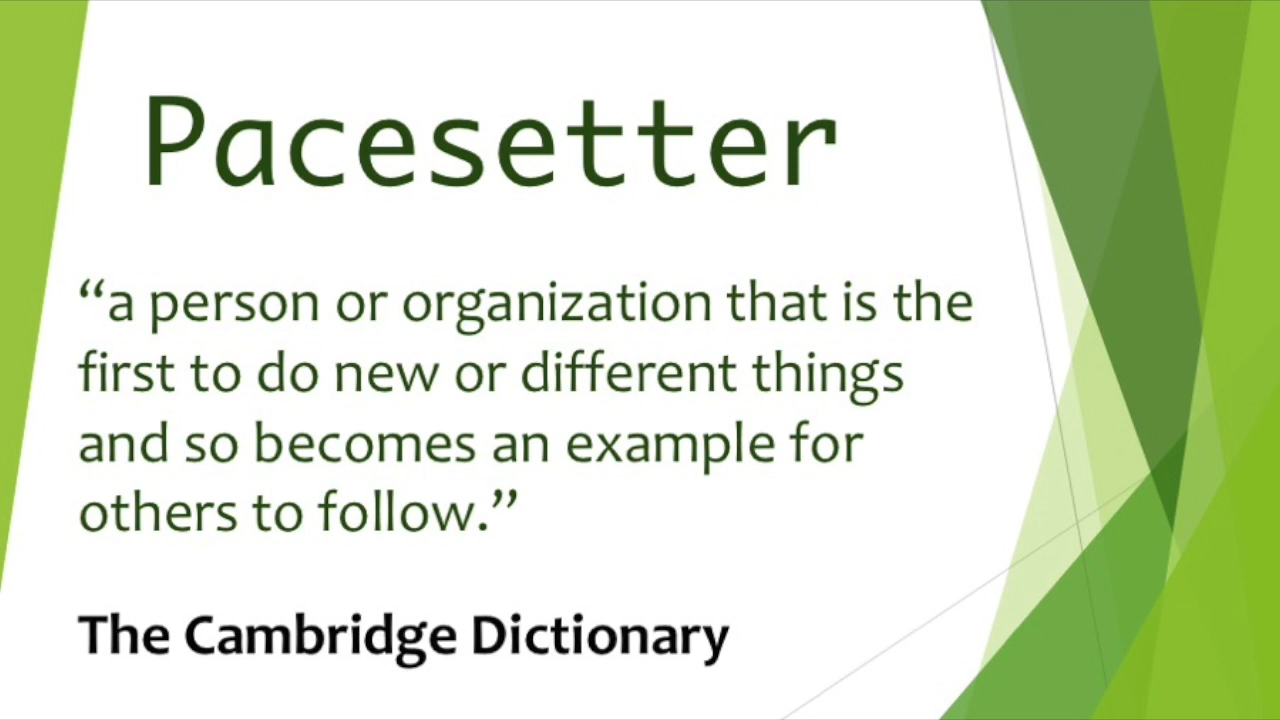 Pacesetter
“a person or organization that is the
first to do new or different things
and so becomes an example for
others to follow.”
The Cambridge Dictionary